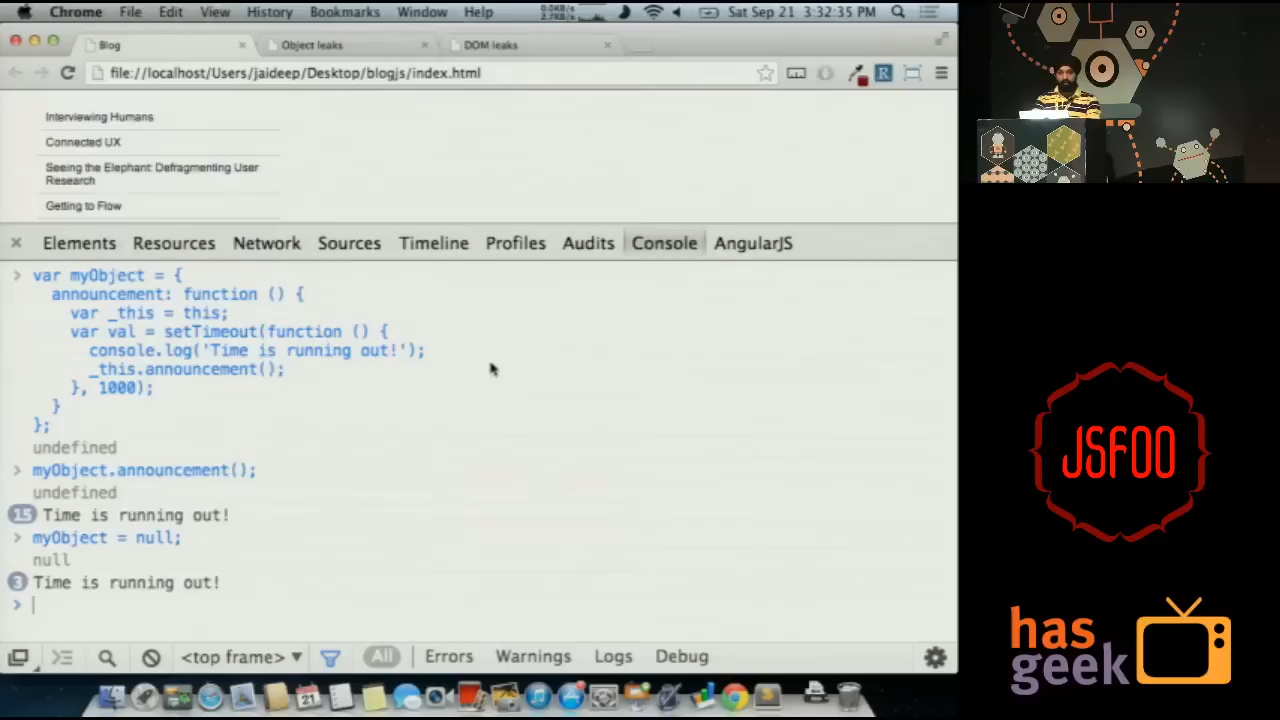 Chrome File Edit View History Bookmarks Window Help 0.0KB/s 2.7KB/s Sat Sep 21 3:32:35 PM
Blog Object leaks DOM leaks
file://localhost/Users/jaideep/Desktop/blogjs/index.html
Interviewing Humans
Connected UX
Seeing the Elephant: Defragmenting User
Research
Getting to Flow
× Elements Resources Network Sources Timeline Profiles Audits Console AngularJS
> var myObject = {
announcement: function () {
var _this = this;
var val = setTimeout(function () {
console.log('Time is running out!');
_this.announcement();
}, 1000);
}
};
undefined
> myObject.announcement();
undefined
15 Time is running out!
> myObject = null;
null
3 Time is running out!
>
<top frame> ▼ All Errors Warnings Logs Debug
JSFOO
has
geek